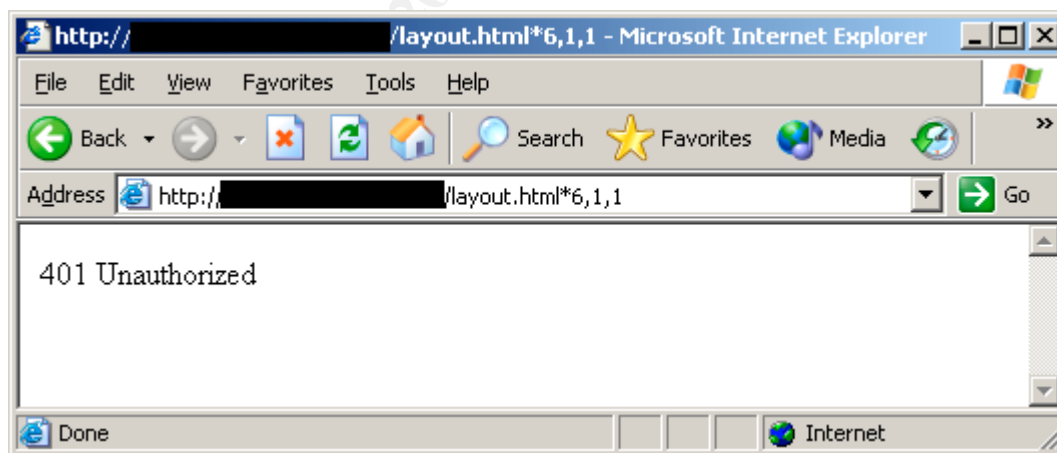 http:// /layout.html*6,1,1 - Microsoft Internet Explorer
File Edit View Favorites Tools Help
Back Search Favorites Media »
Address http:// /layout.html*6,1,1 Go
401 Unauthorized
Done Internet